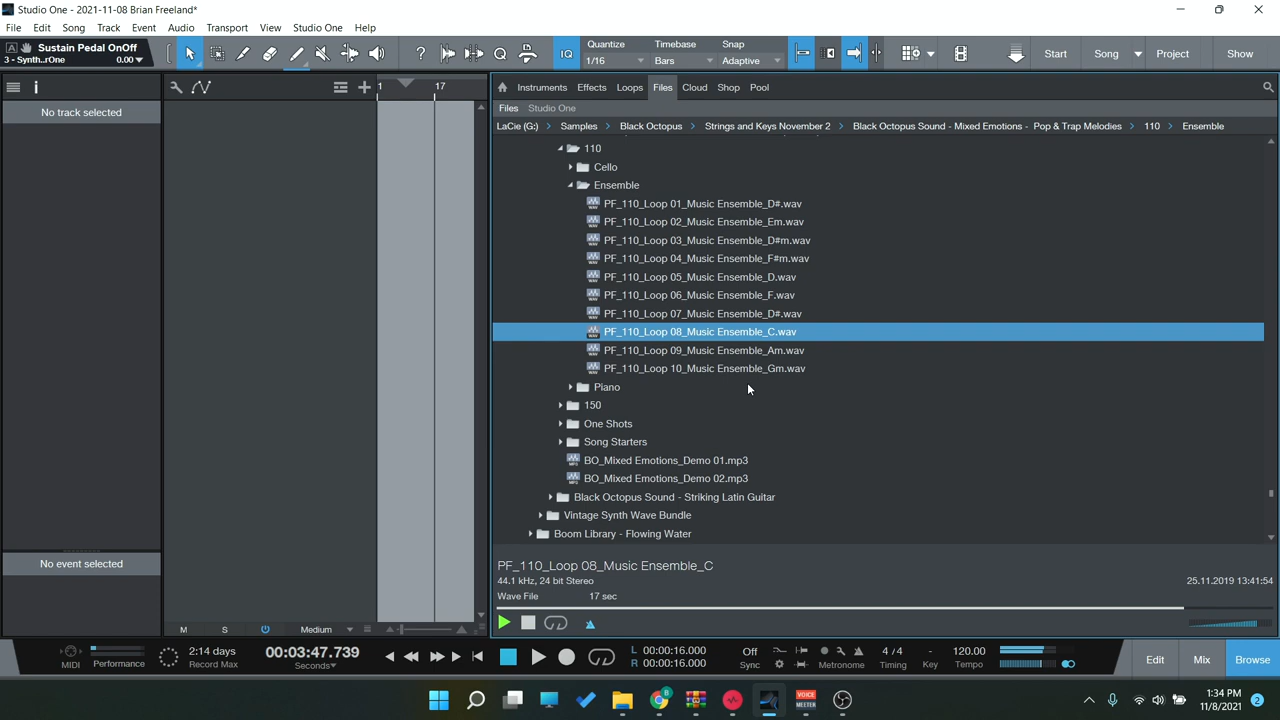 Studio One - 2021-11-08 Brian Freeland*
File Edit Song Track Event Audio Transport View Studio One Help
A Sustain Pedal OnOff
3 - Synth..rOne 0.00
IQ Quantize Timebase Snap
1/16 Bars Adaptive
Start Song Project Show
1 17
Instruments Effects Loops Files Cloud Shop Pool
Files Studio One
LaCie (G:) Samples Black Octopus Strings and Keys November 2 Black Octopus Sound - Mixed Emotions - Pop & Trap Melodies 110 Ensemble
No track selected
110
Cello
Ensemble
PF_110_Loop 01_Music Ensemble_D#.wav
PF_110_Loop 02_Music Ensemble_Em.wav
PF_110_Loop 03_Music Ensemble_D#m.wav
PF_110_Loop 04_Music Ensemble_F#m.wav
PF_110_Loop 05_Music Ensemble_D.wav
PF_110_Loop 06_Music Ensemble_F.wav
PF_110_Loop 07_Music Ensemble_D#.wav
PF_110_Loop 08_Music Ensemble_C.wav
PF_110_Loop 09_Music Ensemble_Am.wav
PF_110_Loop 10_Music Ensemble_Gm.wav
Piano
150
One Shots
Song Starters
BO_Mixed Emotions_Demo 01.mp3
BO_Mixed Emotions_Demo 02.mp3
Black Octopus Sound - Striking Latin Guitar
Vintage Synth Wave Bundle
Boom Library - Flowing Water
No event selected
PF_110_Loop 08_Music Ensemble_C
44.1 kHz, 24 bit Stereo 25.11.2019 13:41:54
Wave File 17 sec
M S Medium
MIDI Performance
2:14 days
Record Max
00:03:47.739
Seconds
L 00:00:16.000
R 00:00:16.000
Off
Sync
Metronome
4 / 4
Timing
-
Key
120.00
Tempo
Edit Mix Browse
VOICE MEETER
1:34 PM
11/8/2021
2